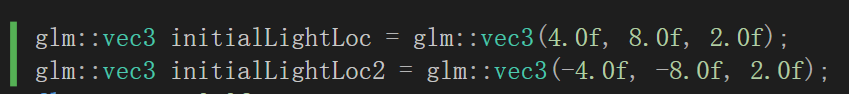 glm::vec3 initialLightLoc = glm::vec3(4.0f, 8.0f, 2.0f);
glm::vec3 initialLightLoc2 = glm::vec3(-4.0f, -8.0f, 2.0f);